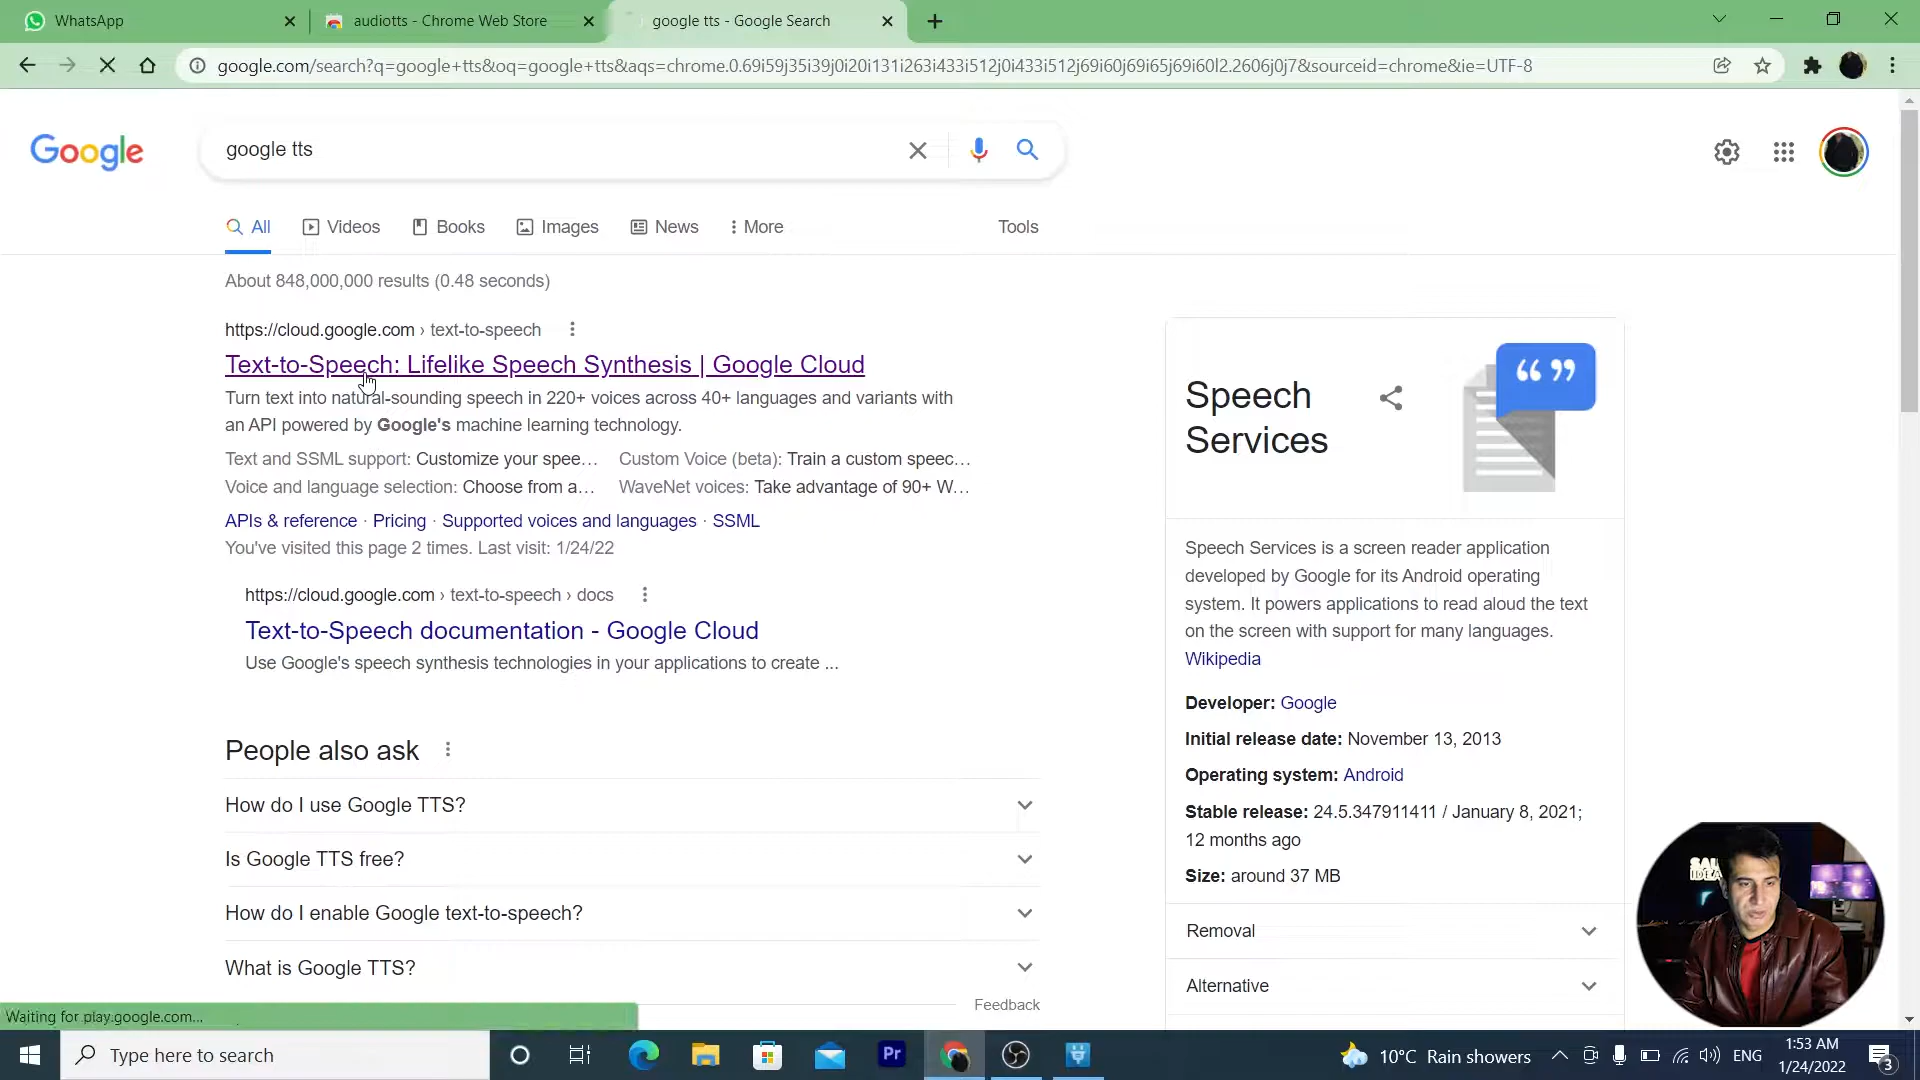 WhatsApp
audiotts - Chrome Web Store
google tts - Google Search
google.com/search?q=google+tts&oq=google+tts&aqs=chrome.0.69i59j35i39j0i20i131i263i433i512j0i433i512j69i60j69i65j69i60l2.2606j0j7&sourceid=chrome&ie=UTF-8
Google
google tts
All
Videos
Books
Images
News
More
Tools
About 848,000,000 results (0.48 seconds)
https://cloud.google.com › text-to-speech
Text-to-Speech: Lifelike Speech Synthesis | Google Cloud
Turn text into natural-sounding speech in 220+ voices across 40+ languages and variants with
an API powered by Google's machine learning technology.
Text and SSML support: Customize your spee…
Custom Voice (beta): Train a custom speec…
Voice and language selection: Choose from a…
WaveNet voices: Take advantage of 90+ W…
APIs & reference · Pricing · Supported voices and languages · SSML
You've visited this page 2 times. Last visit: 1/24/22
https://cloud.google.com › text-to-speech › docs
Text-to-Speech documentation - Google Cloud
Use Google's speech synthesis technologies in your applications to create ...
People also ask
How do I use Google TTS?
Is Google TTS free?
How do I enable Google text-to-speech?
What is Google TTS?
Feedback
Speech
Services
Speech Services is a screen reader application
developed by Google for its Android operating
system. It powers applications to read aloud the text
on the screen with support for many languages.
Wikipedia
Developer: Google
Initial release date: November 13, 2013
Operating system: Android
Stable release: 24.5.347911411 / January 8, 2021;
12 months ago
Size: around 37 MB
Removal
Alternative
Waiting for play.google.com...
Type here to search
Pr
10°C Rain showers
ENG
1:53 AM
1/24/2022
3